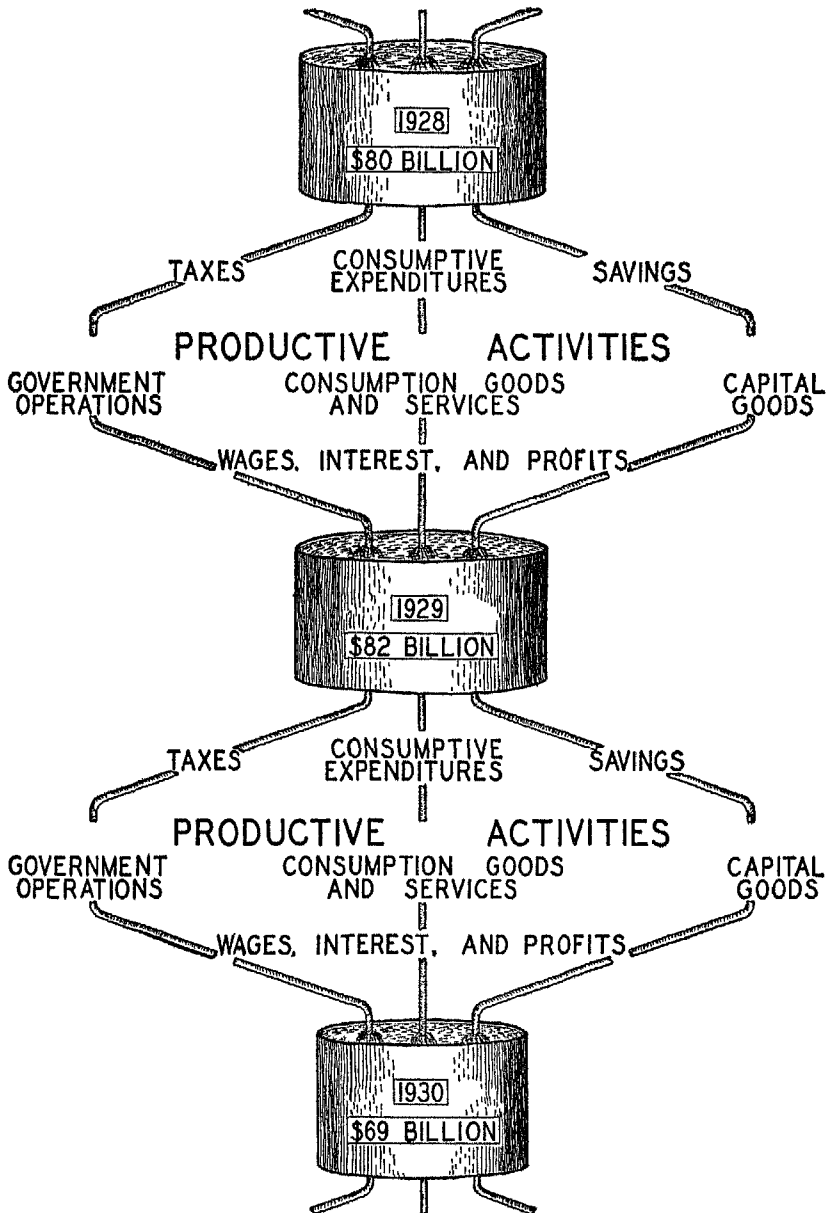 1928
$80 BILLION
TAXES
CONSUMPTIVE
EXPENDITURES
SAVINGS
PRODUCTIVE ACTIVITIES
GOVERNMENT
OPERATIONS
CONSUMPTION GOODS
AND SERVICES
CAPITAL
GOODS
WAGES, INTEREST, AND PROFITS
1929
$82 BILLION
TAXES
CONSUMPTIVE
EXPENDITURES
SAVINGS
PRODUCTIVE ACTIVITIES
GOVERNMENT
OPERATIONS
CONSUMPTION GOODS
AND SERVICES
CAPITAL
GOODS
WAGES, INTEREST, AND PROFITS
1930
$69 BILLION